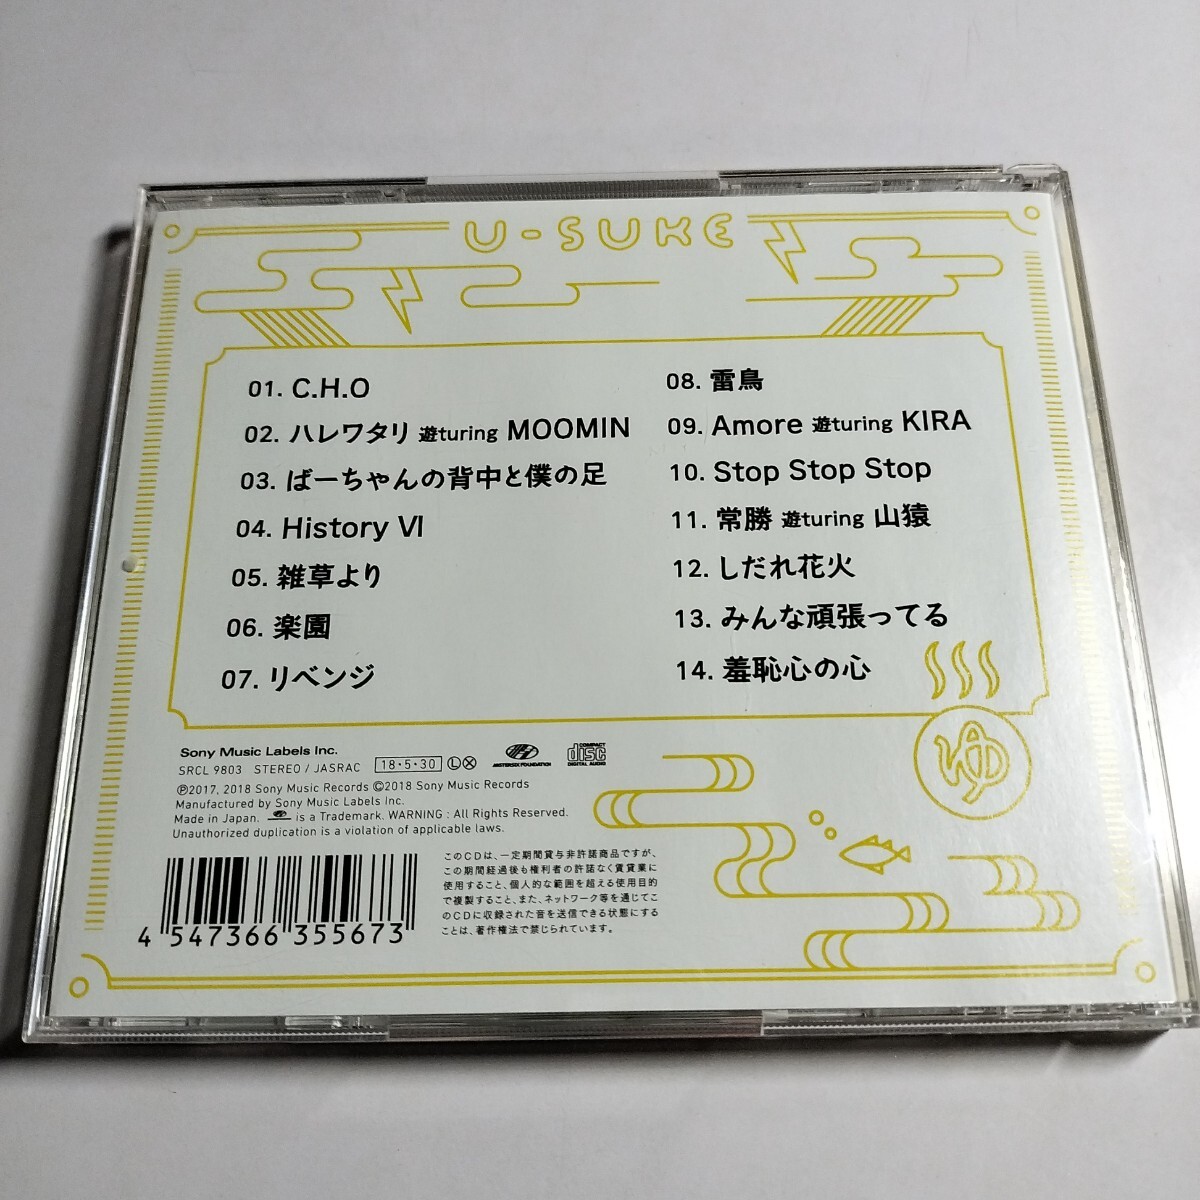 U-SUKE
01. C.H.O
02. ハレワタリ 遊turing MOOMIN
03. ばーちゃんの背中と僕の足
04. History Ⅵ
05. 雑草より
06. 楽園
07. リベンジ
08. 雷鳥
09. Amore 遊turing KIRA
10. Stop Stop Stop
11. 常勝 遊turing 山猿
12. しだれ花火
13. みんな頑張ってる
14. 羞恥心の心
ゆ
Sony Music Labels Inc.
SRCL 9803 STEREO / JASRAC 18・5・30 Ⓛ Ⓧ
MASTERSIX FOUNDATION
COMPACT
disc
DIGITAL AUDIO
℗2017, 2018 Sony Music Records ©2018 Sony Music Records
Manufactured by Sony Music Labels Inc.
Made in Japan. is a Trademark. WARNING : All Rights Reserved.
Unauthorized duplication is a violation of applicable laws.
4 547366 355673
このCDは、一定期間貸与非許諾商品ですが、
この期間経過後も権利者の許諾なく賃貸業に
使用すること、個人的な範囲を超える使用目的
で複製すること、また、ネットワーク等を通じてこ
のCDに収録された音を送信できる状態にする
ことは、著作権法で禁じられています。